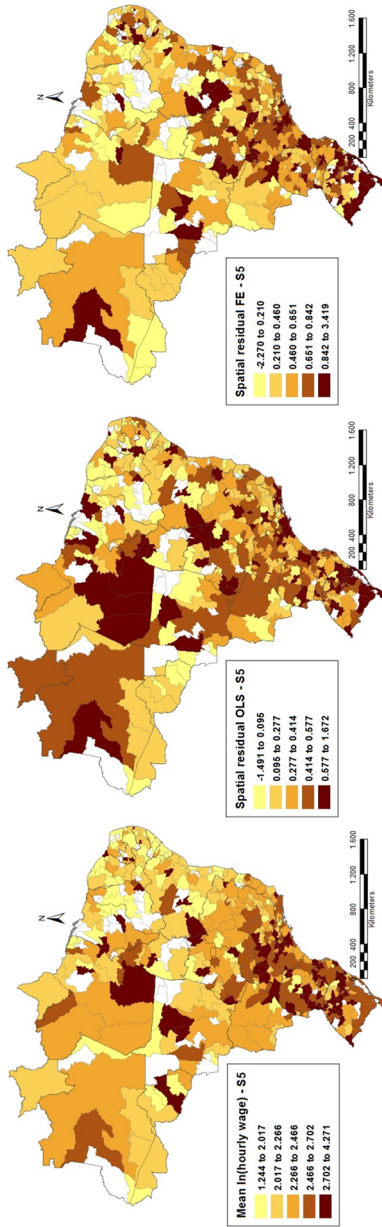 N
Mean ln(hourly wage) - S5
1.244 to 2.017
2.017 to 2.266
2.266 to 2.466
2.466 to 2.702
2.702 to 4.271
0 200 400 800 1.200 1.600
Kilometers
N
Spatial residual OLS - S5
-1.491 to 0.095
0.095 to 0.277
0.277 to 0.414
0.414 to 0.577
0.577 to 1.672
0 200 400 800 1.200 1.600
Kilometers
N
Spatial residual FE - S5
-2.270 to 0.210
0.210 to 0.460
0.460 to 0.651
0.651 to 0.842
0.842 to 3.419
0 200 400 800 1.200 1.600
Kilometers